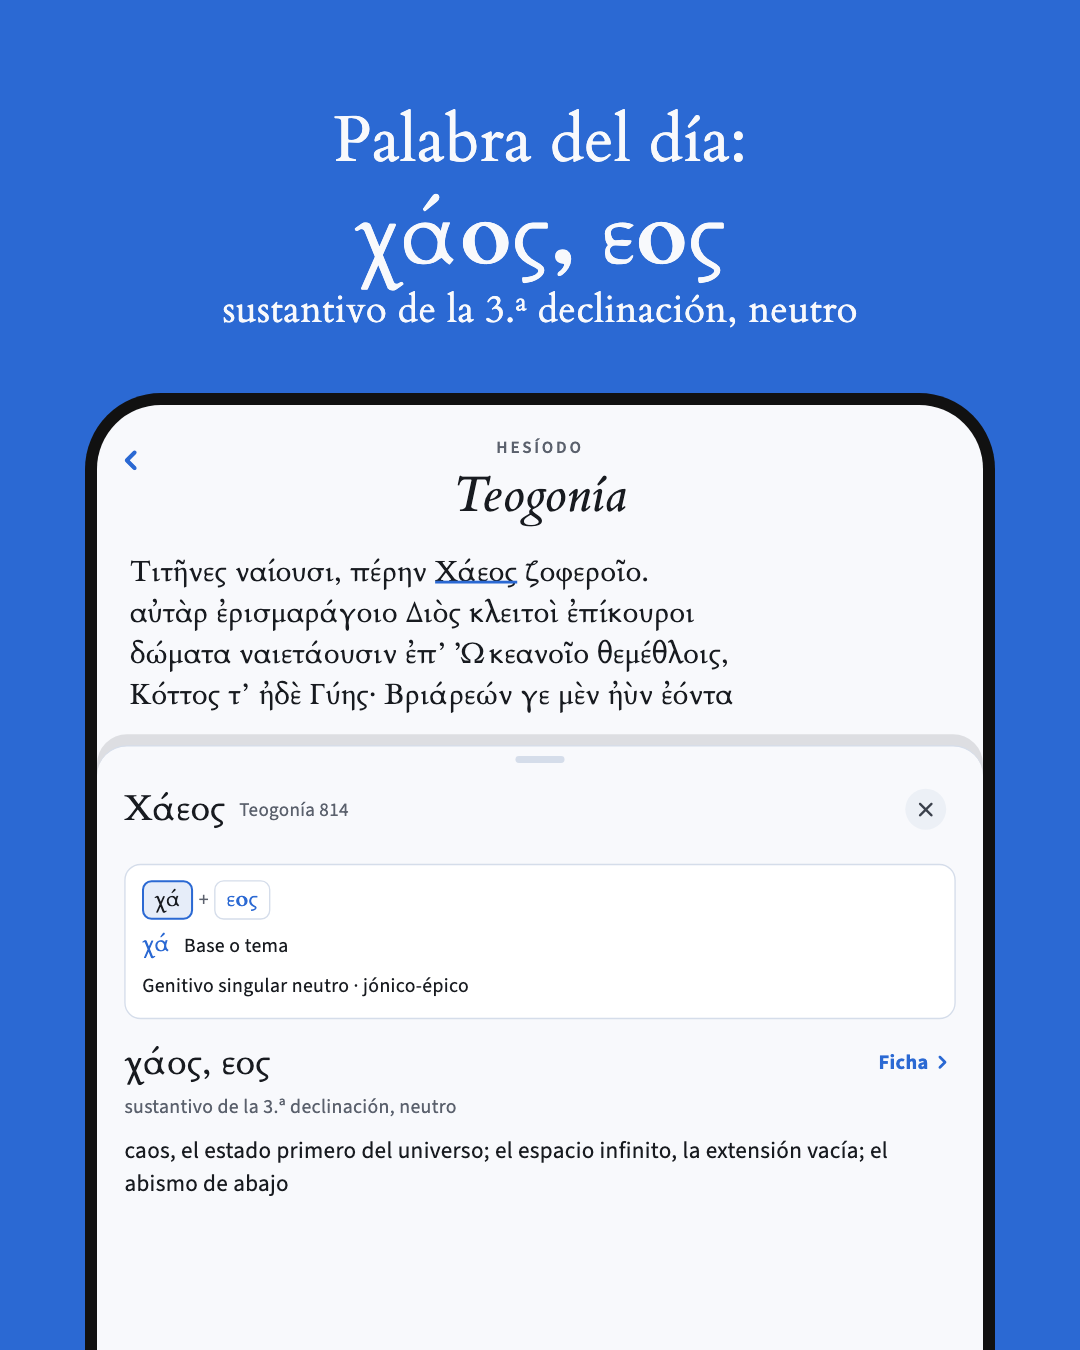 Palabra del día:
χάος, εος
sustantivo de la 3.ª declinación, neutro
HESÍODO
Teogonía
Τιτῆνες ναίουσι, πέρην Χάεος ζοφεροῖο.
αὐτὰρ ἐρισμαράγοιο Διὸς κλειτοὶ ἐπίκουροι
δώματα ναιετάουσιν ἐπ’ Ὠκεανοῖο θεμέθλοις,
Κόττος τ’ ἠδὲ Γύης· Βριάρεών γε μὲν ἠὺν ἐόντα
Χάεος Teogonía 814
χά + εος
χά Base o tema
Genitivo singular neutro · jónico-épico
χάος, εος
Ficha
sustantivo de la 3.ª declinación, neutro
caos, el estado primero del universo; el espacio infinito, la extensión vacía; el
abismo de abajo